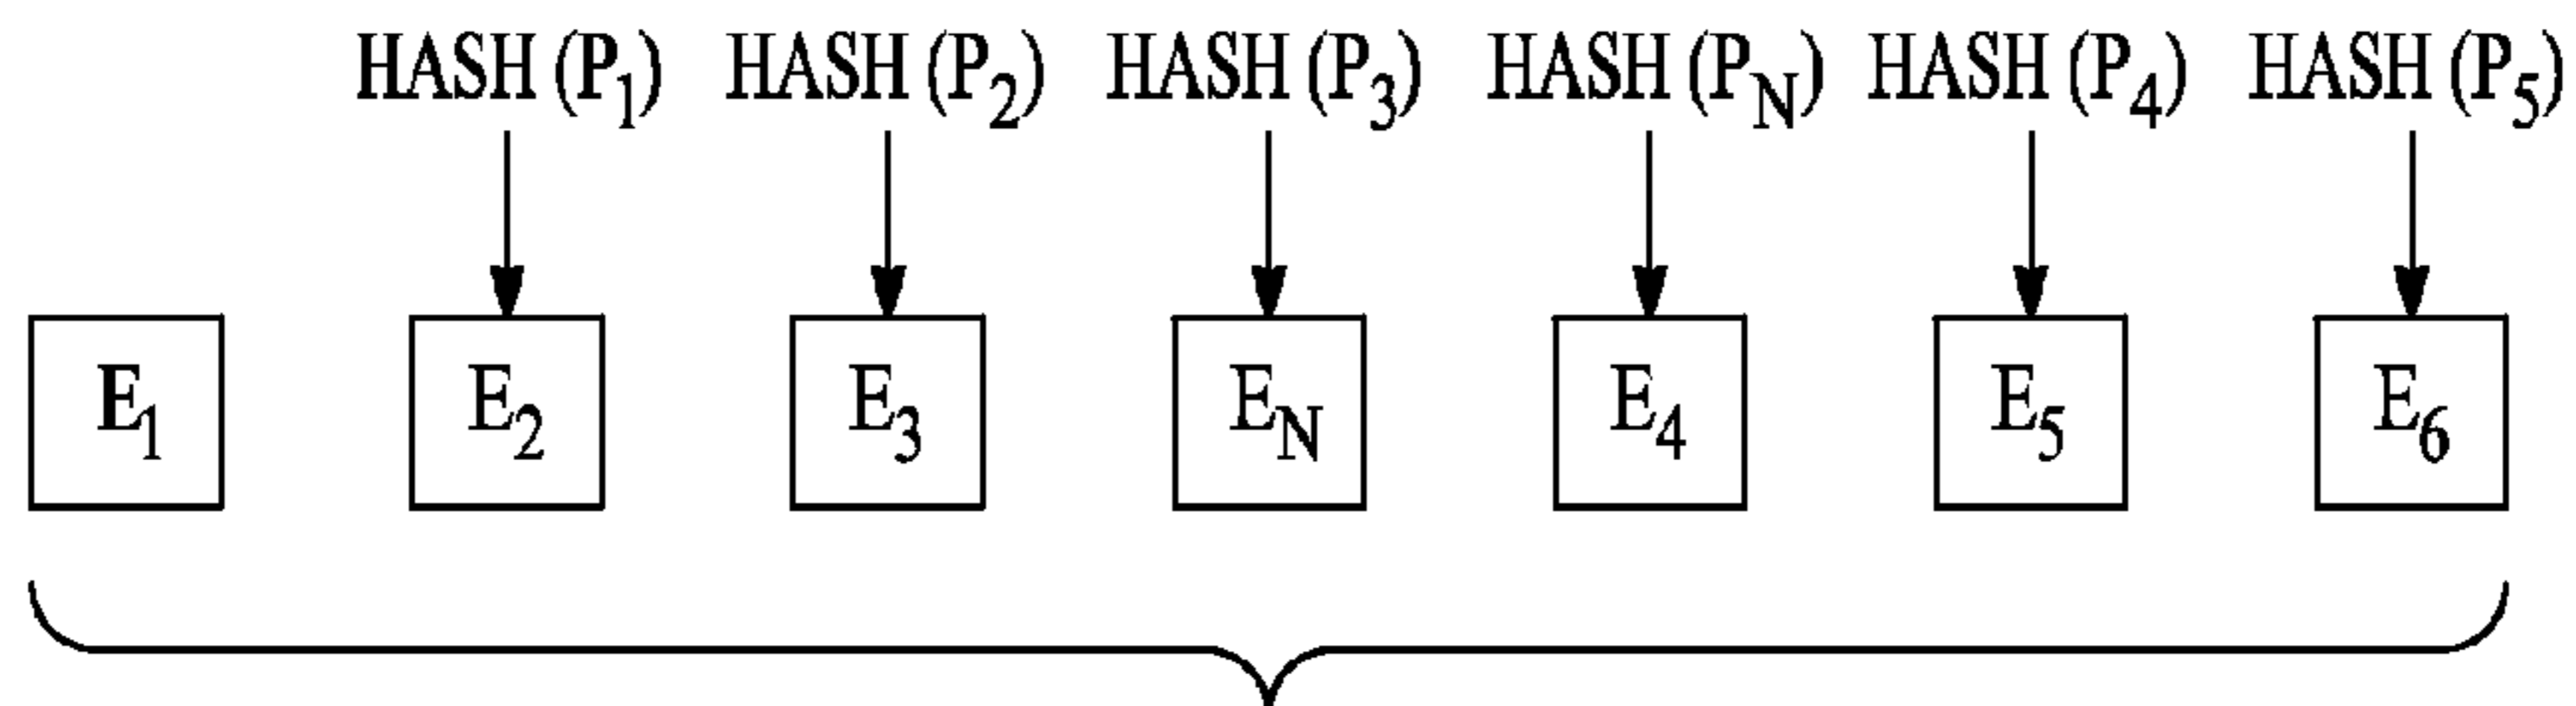 HASH (P1) HASH (P2) HASH (P3) HASH (PN) HASH (P4) HASH (P5)
E1 E2 E3 EN E4 E5 E6